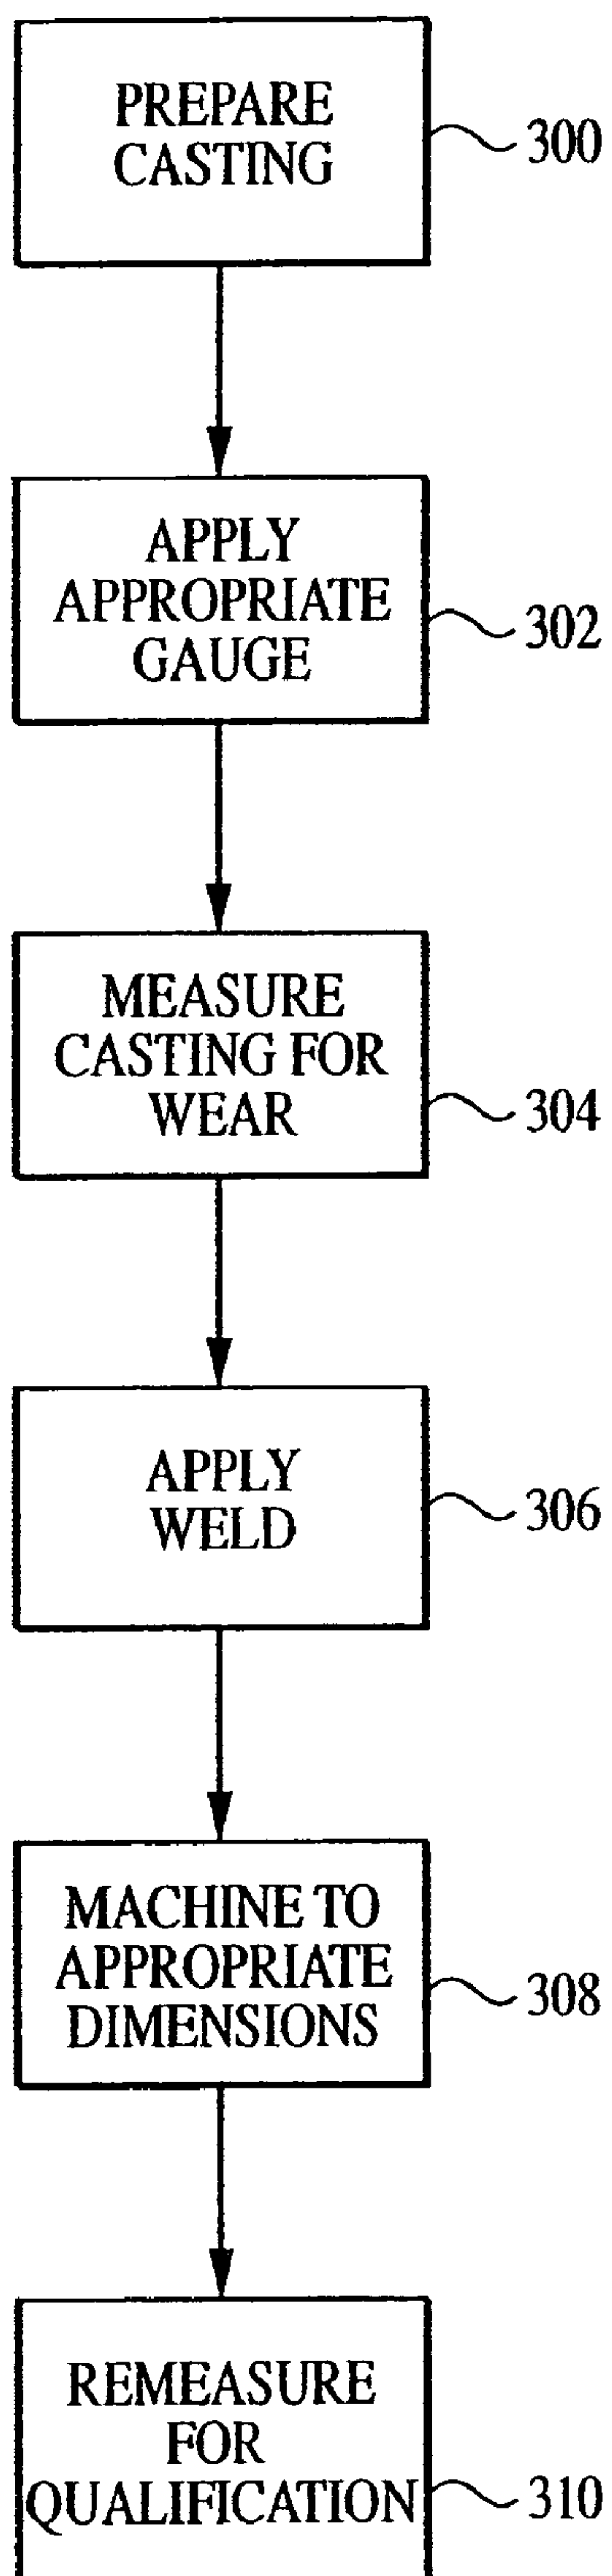 PREPARE
CASTING
300
APPLY
APPROPRIATE
GAUGE
302
MEASURE
CASTING FOR
WEAR
304
APPLY
WELD
306
MACHINE TO
APPROPRIATE
DIMENSIONS
308
REMEASURE
FOR
QUALIFICATION
310